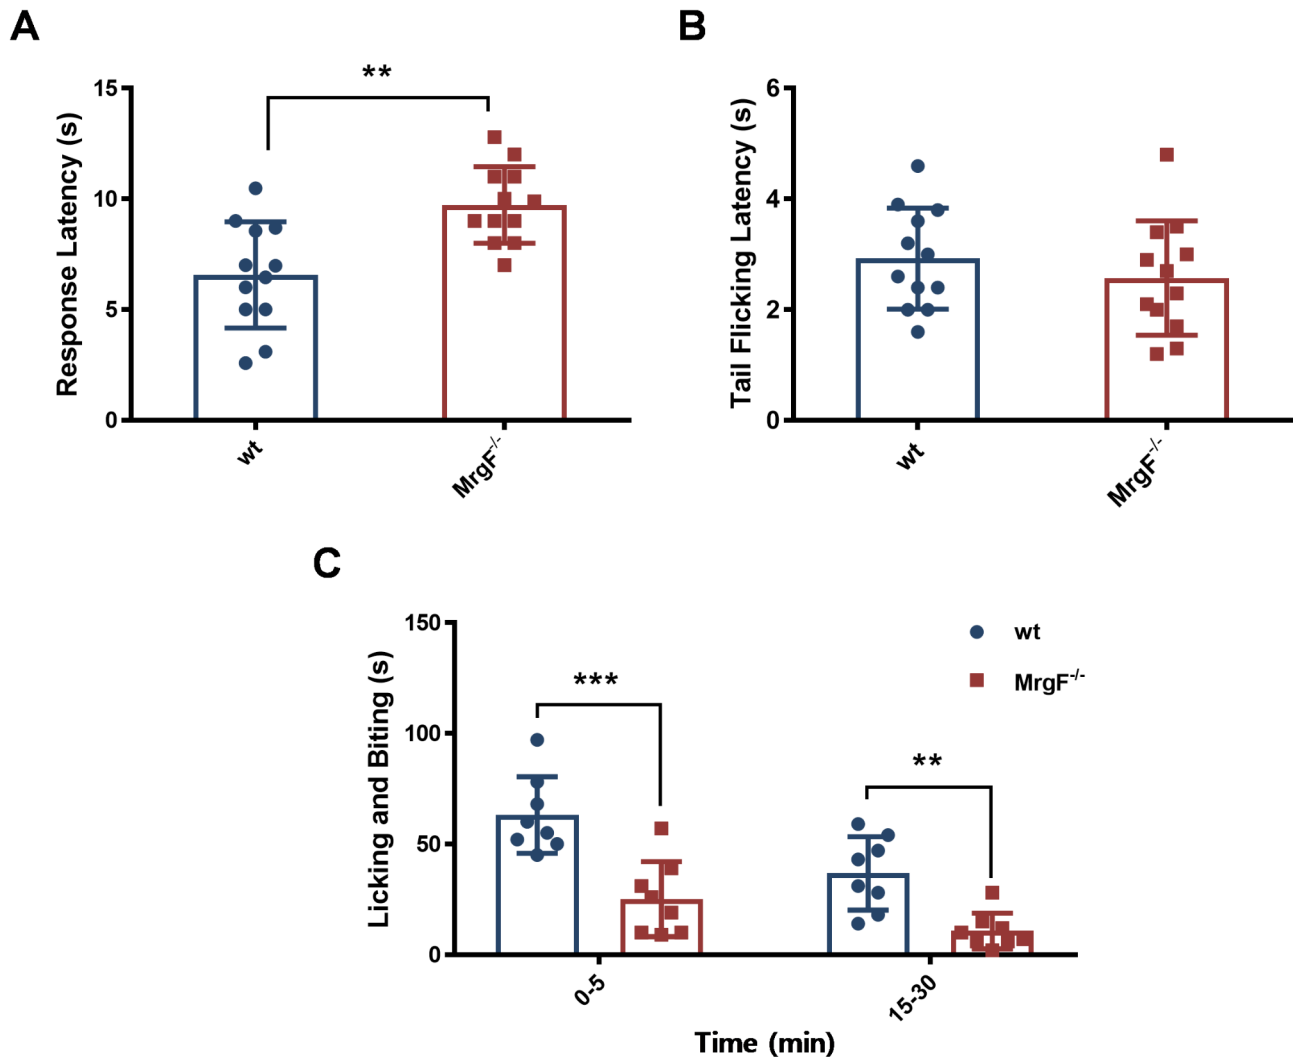 A
Response Latency (s)
15
10
5
0
**
wt
MrgF-/-
B
Tail Flicking Latency (s)
6
4
2
0
wt
MrgF-/-
C
Licking and Biting (s)
150
100
50
0
***
**
wt
MrgF-/-
0-5
15-30
Time (min)